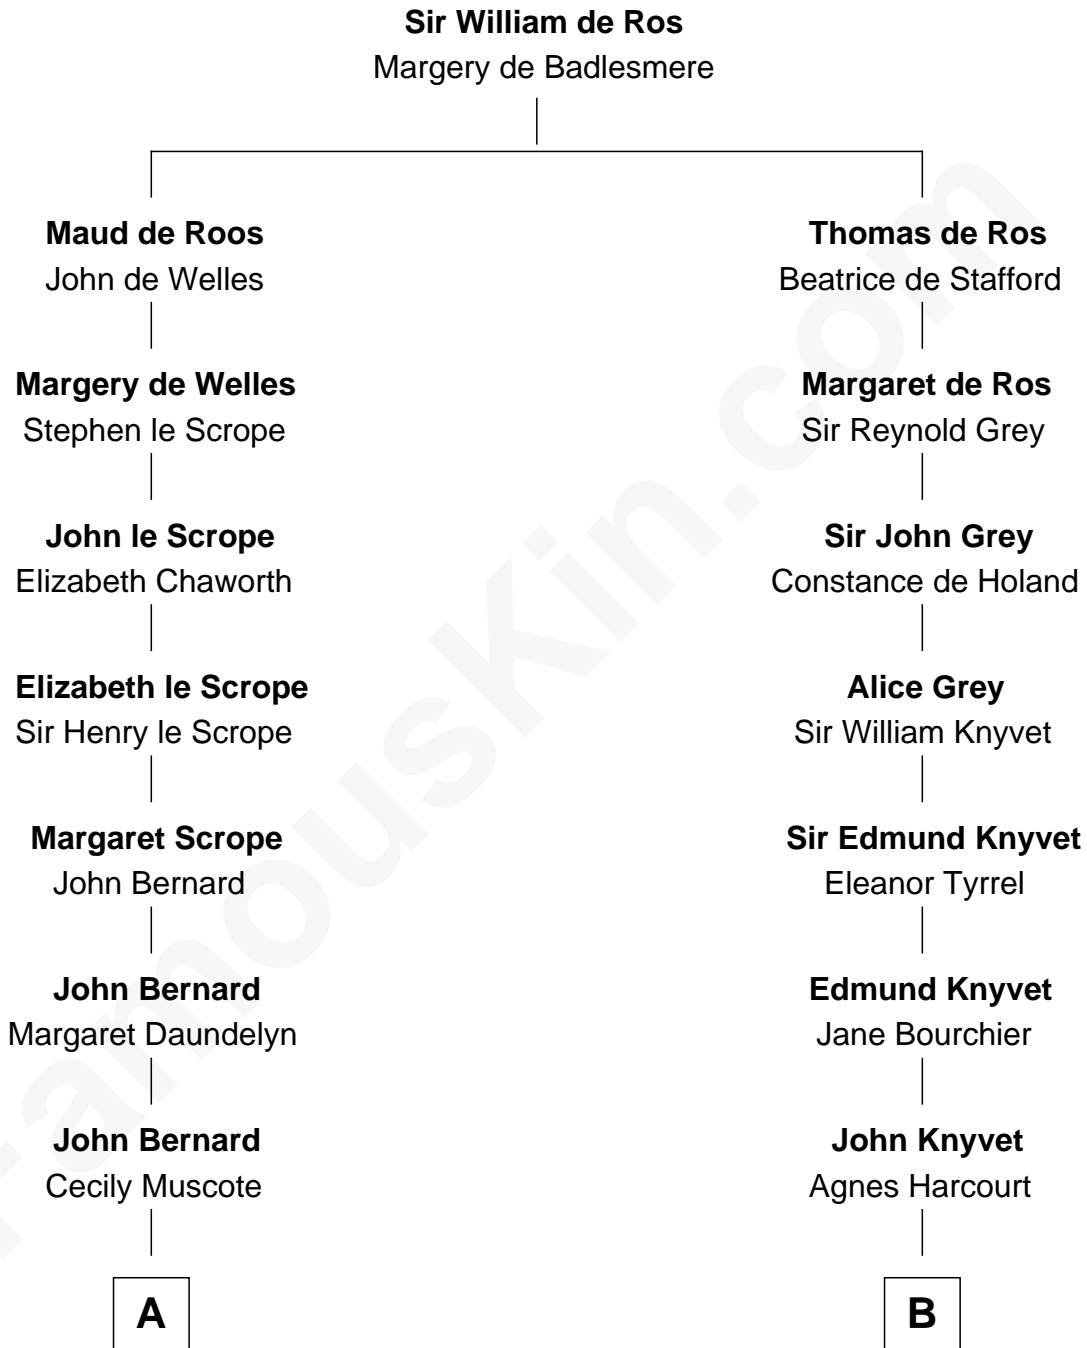 Sir William de Ros
Margery de Badlesmere
Maud de Roos
John de Welles
Thomas de Ros
Beatrice de Stafford
Margery de Welles
Stephen le Scrope
Margaret de Ros
Sir Reynold Grey
John le Scrope
Elizabeth Chaworth
Sir John Grey
Constance de Holand
Elizabeth le Scrope
Sir Henry le Scrope
Alice Grey
Sir William Knyvet
Margaret Scrope
John Bernard
Sir Edmund Knyvet
Eleanor Tyrrel
John Bernard
Margaret Daundelyn
Edmund Knyvet
Jane Bourchier
John Bernard
Cecily Muscote
John Knyvet
Agnes Harcourt
A
B
FamousKin.com